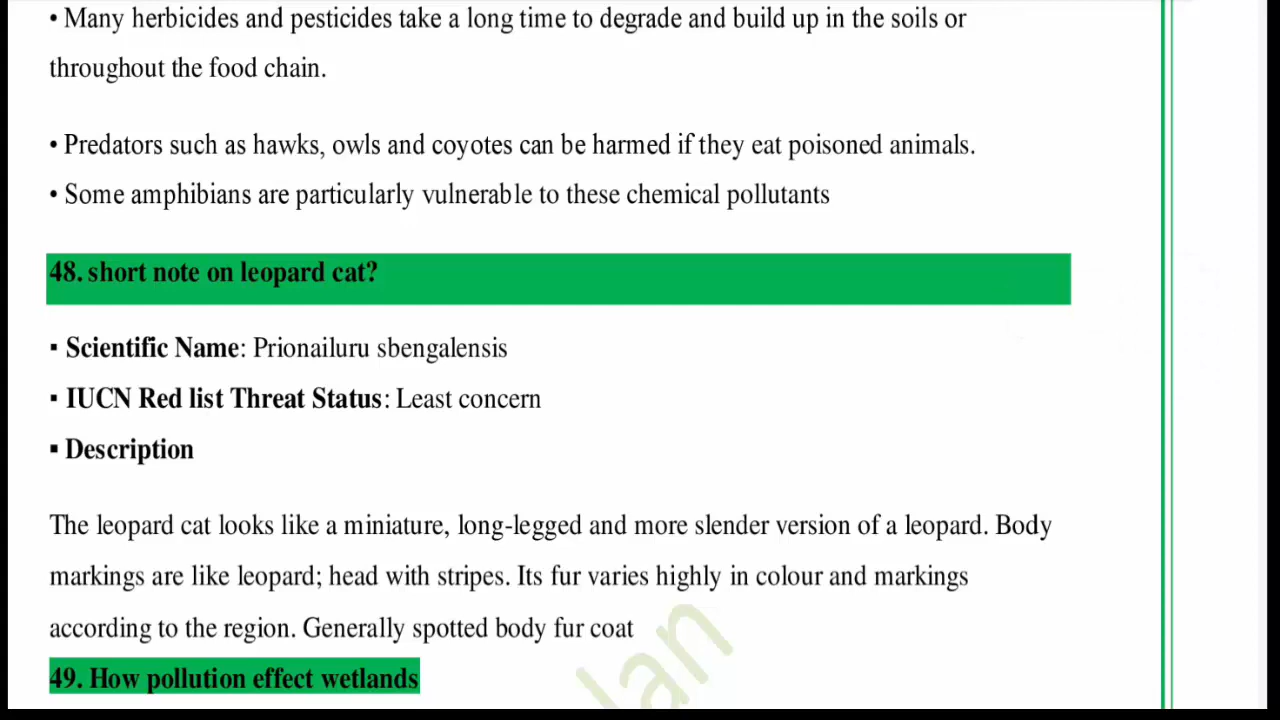 • Many herbicides and pesticides take a long time to degrade and build up in the soils or
throughout the food chain.
• Predators such as hawks, owls and coyotes can be harmed if they eat poisoned animals.
• Some amphibians are particularly vulnerable to these chemical pollutants
48. short note on leopard cat?
▪ Scientific Name: Prionailuru sbengalensis
▪ IUCN Red list Threat Status: Least concern
▪ Description
The leopard cat looks like a miniature, long-legged and more slender version of a leopard. Body
markings are like leopard; head with stripes. Its fur varies highly in colour and markings
according to the region. Generally spotted body fur coat
49. How pollution effect wetlands